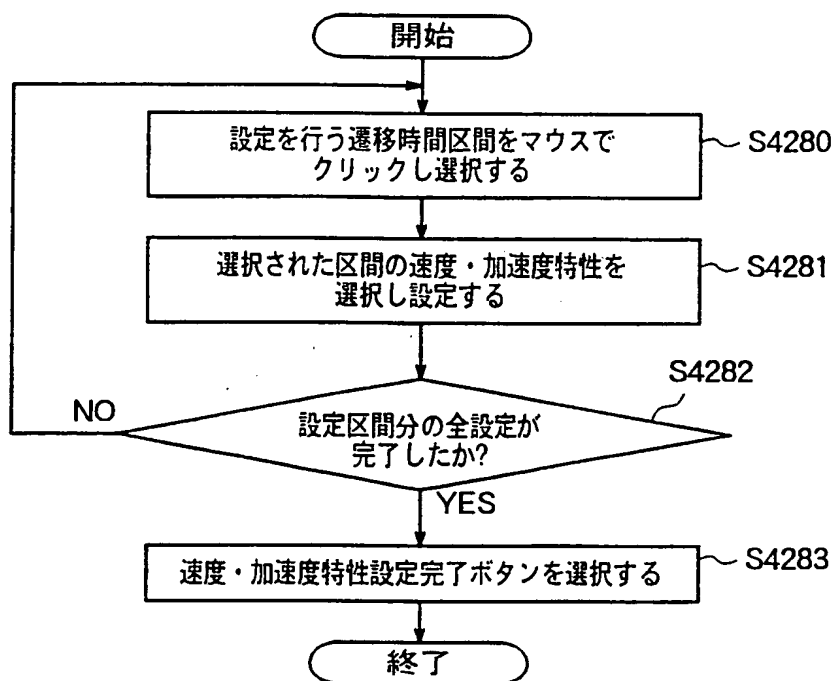 開始
設定を行う遷移時間区間をマウスで
クリックし選択する
S4280
選択された区間の速度・加速度特性を
選択し設定する
S4281
S4282
NO
設定区間分の全設定が
完了したか?
YES
速度・加速度特性設定完了ボタンを選択する
S4283
終了